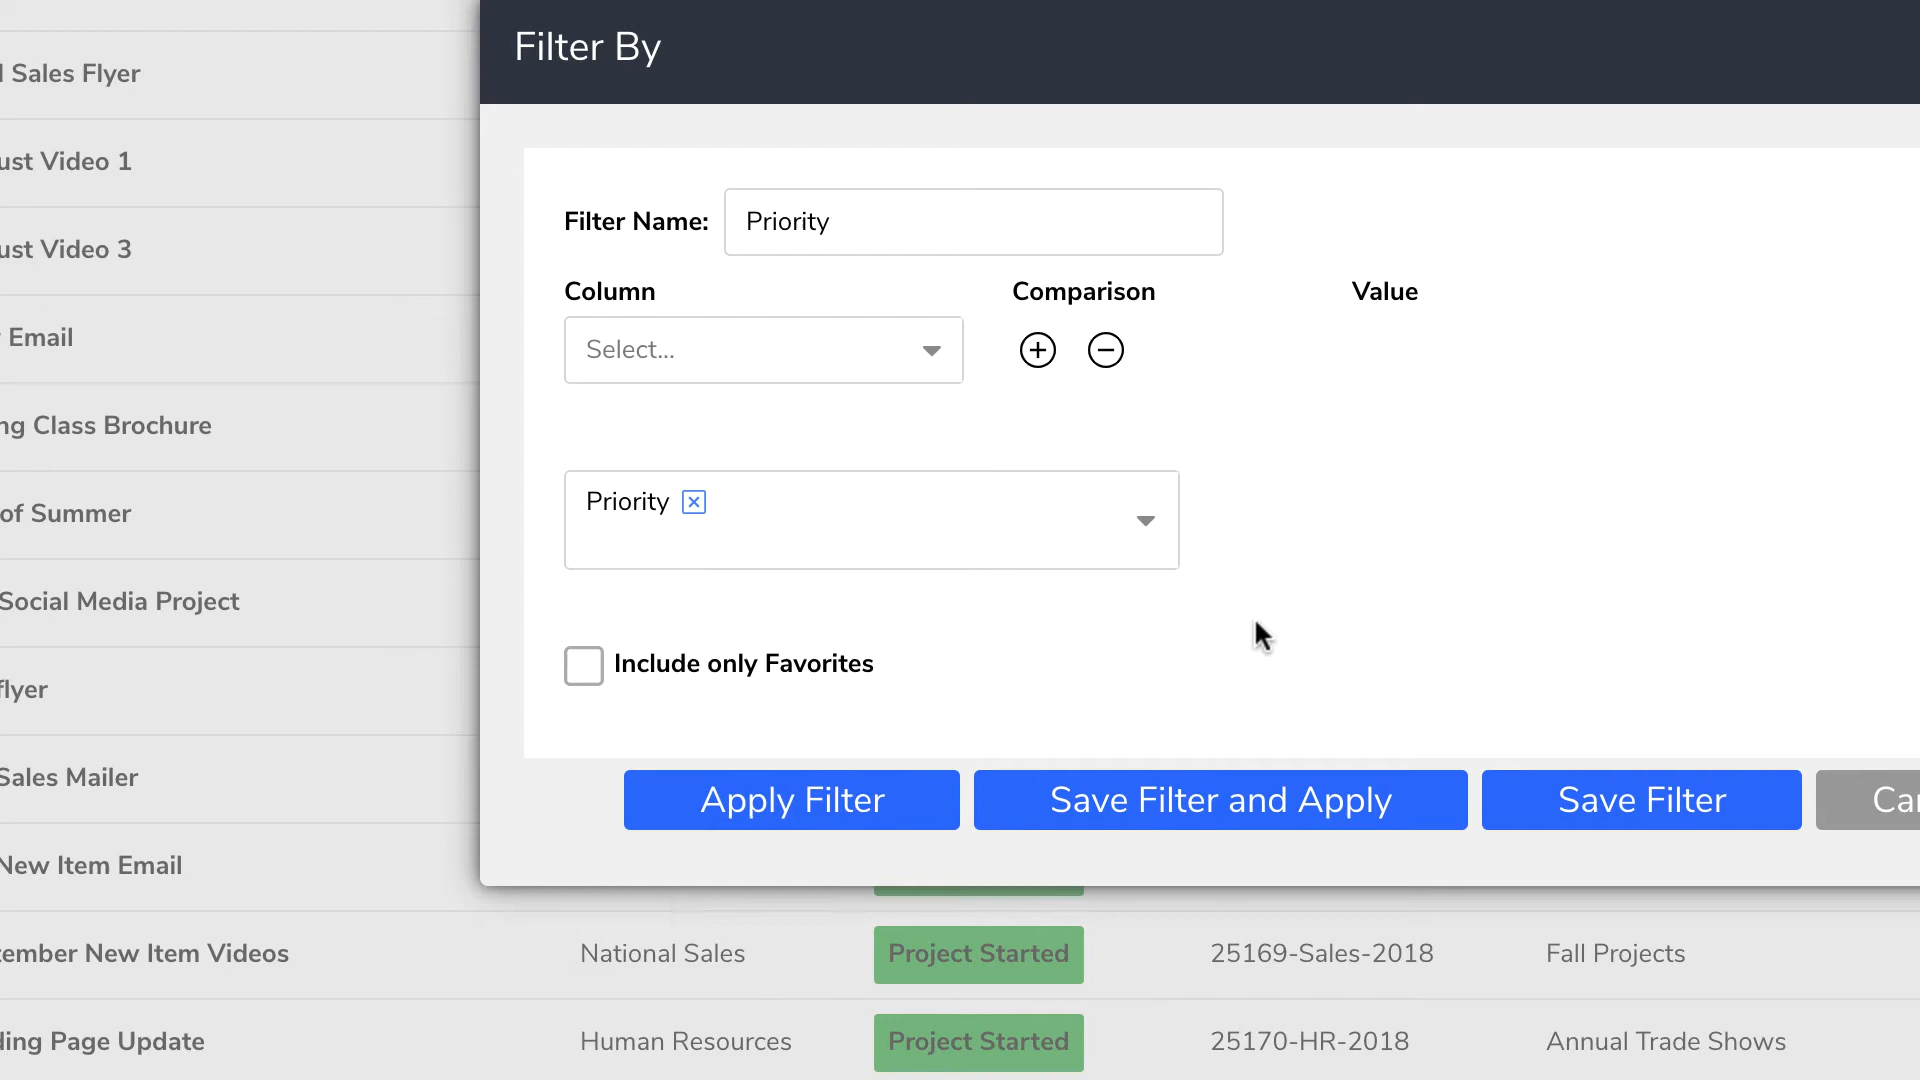 Filter By
Sales Flyer
ust Video 1
ust Video 3
Email
ng Class Brochure
of Summer
Social Media Project
flyer
Sales Mailer
New Item Email
Filter Name: Priority
Column Comparison Value
Select...
Priority
Include only Favorites
Apply Filter Save Filter and Apply Save Filter Can
tember New Item Videos National Sales Project Started 25169-Sales-2018 Fall Projects
ding Page Update Human Resources Project Started 25170-HR-2018 Annual Trade Shows